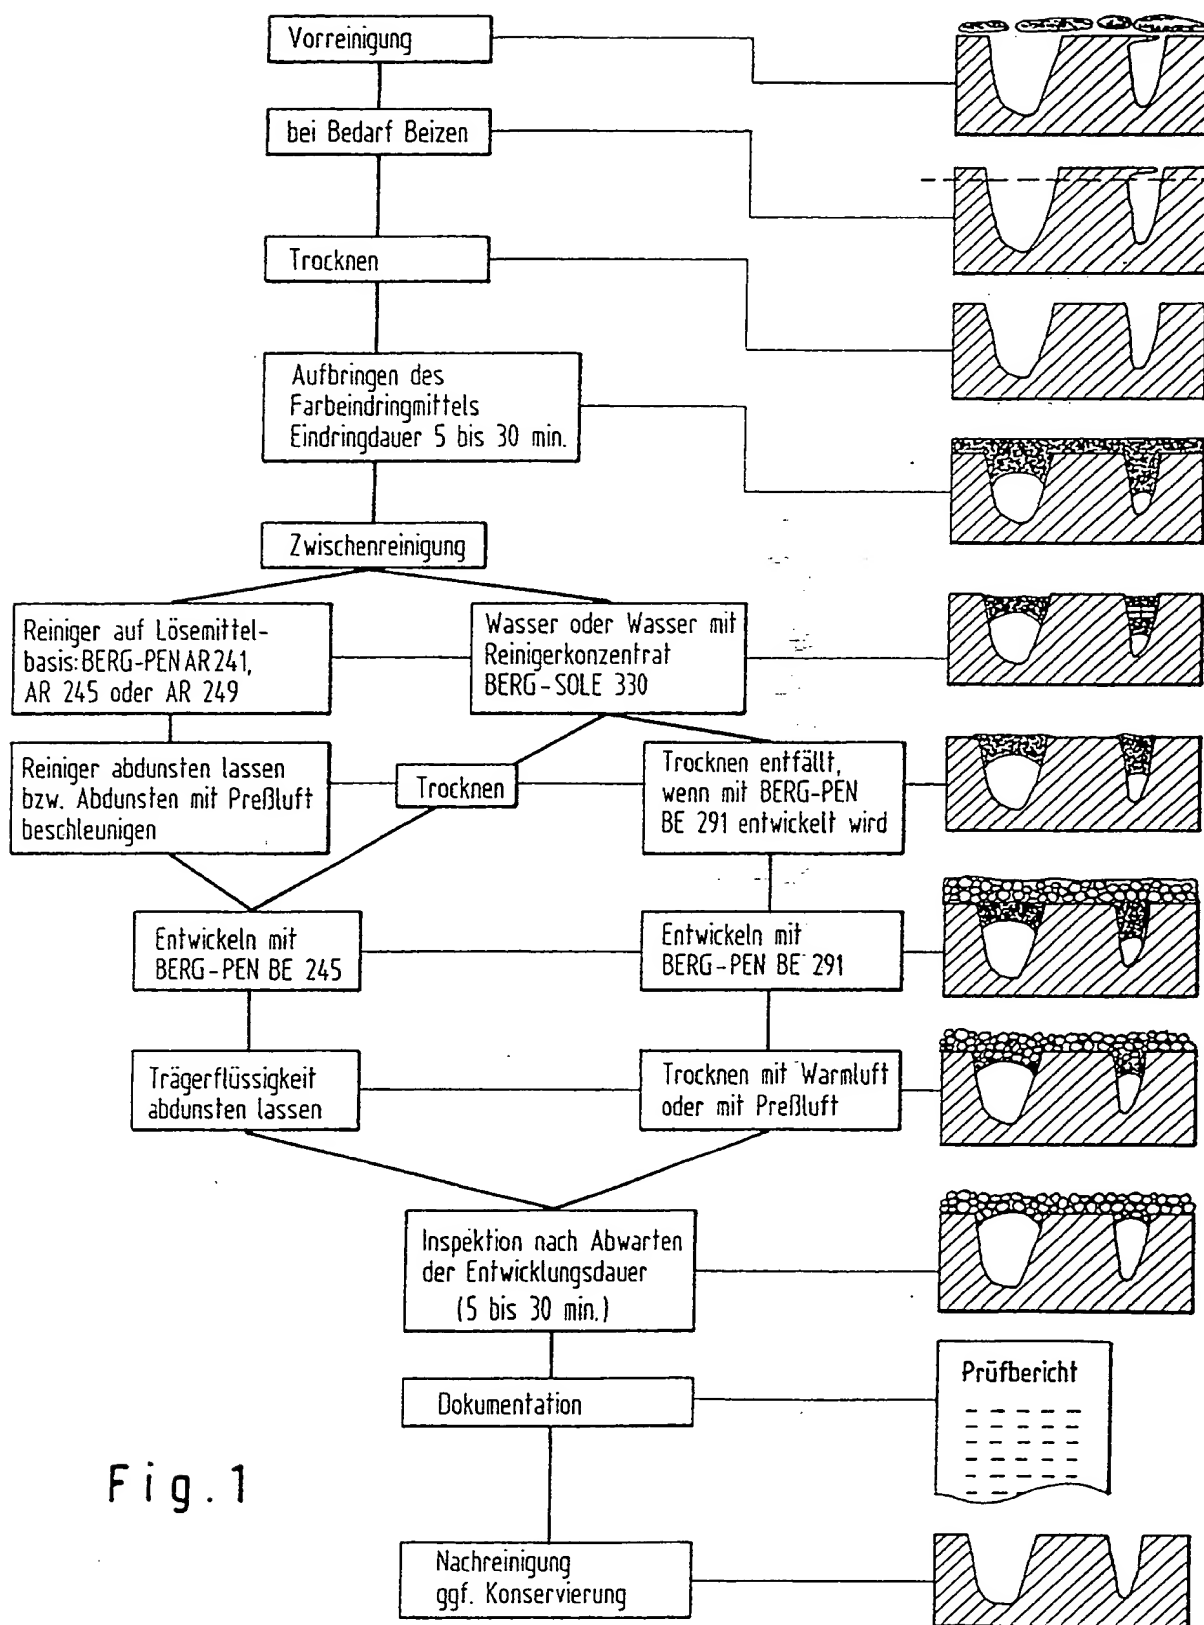 Vorreinigung
bei Bedarf Beizen
Trocknen
Aufbringen des
Farbeindringmittels
Eindringdauer 5 bis 30 min.
Zwischenreinigung
Reiniger auf Lösemittel-
basis: BERG-PEN AR 241,
AR 245 oder AR 249
Wasser oder Wasser mit
Reinigerkonzentrat
BERG-SOLE 330
Reiniger abdunsten lassen
bzw. Abdunsten mit Preßluft
beschleunigen
Trocknen
Trocknen entfällt,
wenn mit BERG-PEN
BE 291 entwickelt wird
Entwickeln mit
BERG-PEN BE 245
Entwickeln mit
BERG-PEN BE 291
Trägerflüssigkeit
abdunsten lassen
Trocknen mit Warmluft
oder mit Preßluft
Inspektion nach Abwarten
der Entwicklungsdauer
(5 bis 30 min.)
Dokumentation
Prüfbericht
Nachreinigung
ggf. Konservierung
Fig. 1